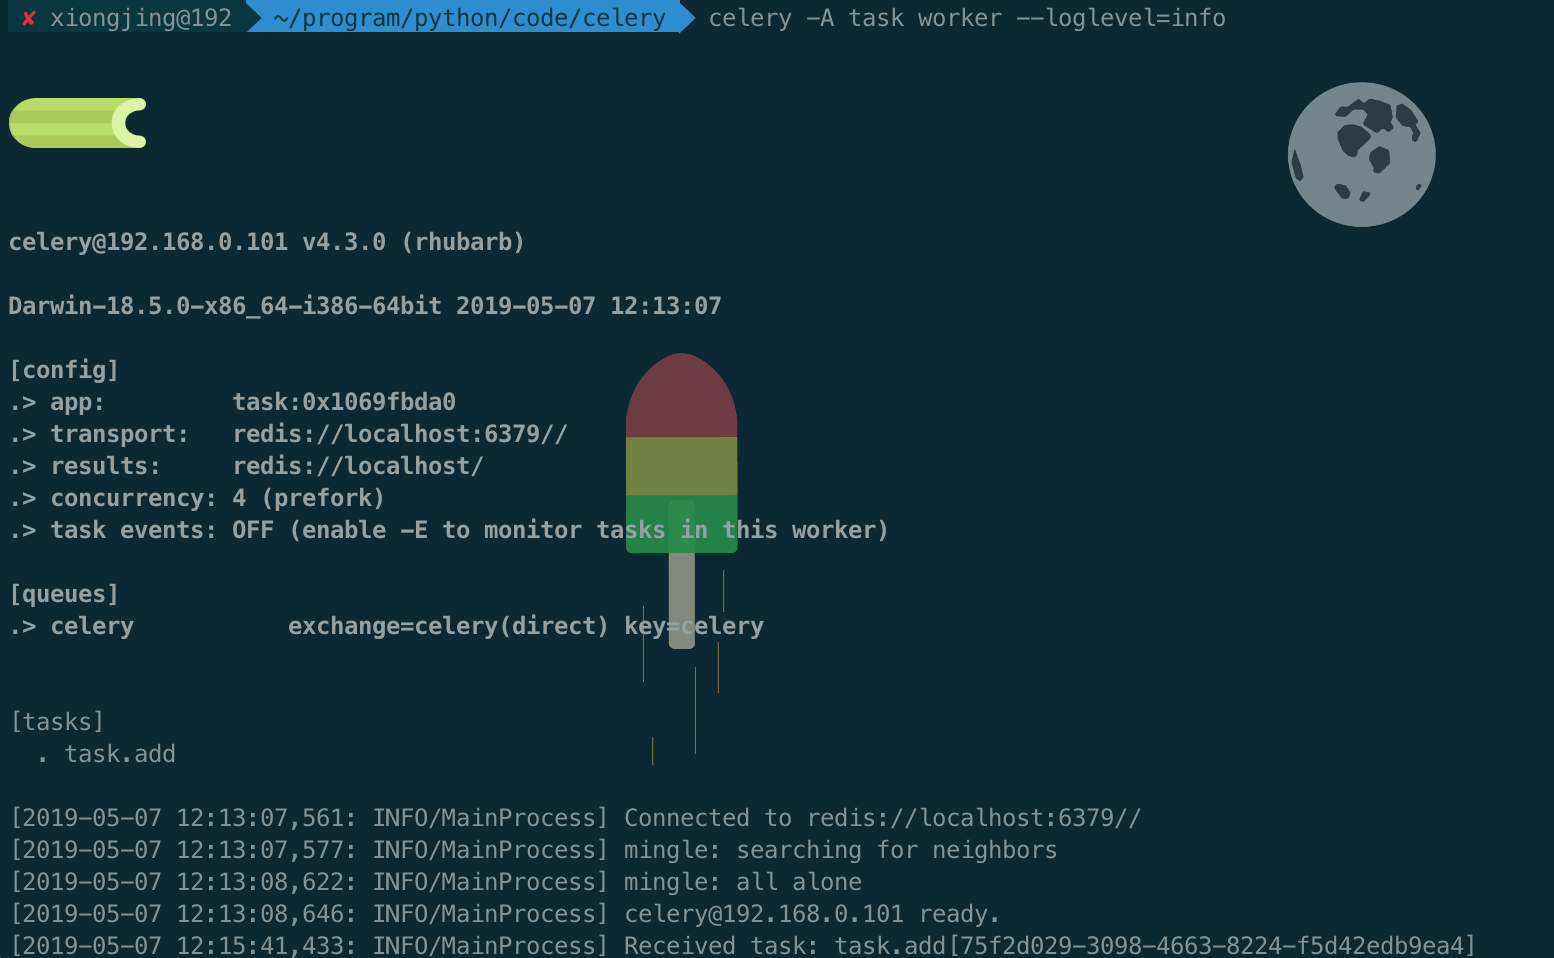 ✘ xiongjing@192 ~/program/python/code/celery celery -A task worker --loglevel=info
celery@192.168.0.101 v4.3.0 (rhubarb)
Darwin-18.5.0-x86_64-i386-64bit 2019-05-07 12:13:07
[config]
.> app: task:0x1069fbda0
.> transport: redis://localhost:6379//
.> results: redis://localhost/
.> concurrency: 4 (prefork)
.> task events: OFF (enable -E to monitor tasks in this worker)
[queues]
.> celery exchange=celery(direct) key=celery
[tasks]
. task.add
[2019-05-07 12:13:07,561: INFO/MainProcess] Connected to redis://localhost:6379//
[2019-05-07 12:13:07,577: INFO/MainProcess] mingle: searching for neighbors
[2019-05-07 12:13:08,622: INFO/MainProcess] mingle: all alone
[2019-05-07 12:13:08,646: INFO/MainProcess] celery@192.168.0.101 ready.
[2019-05-07 12:15:41,433: INFO/MainProcess] Received task: task.add[75f2d029-3098-4663-8224-f5d42edb9ea4]